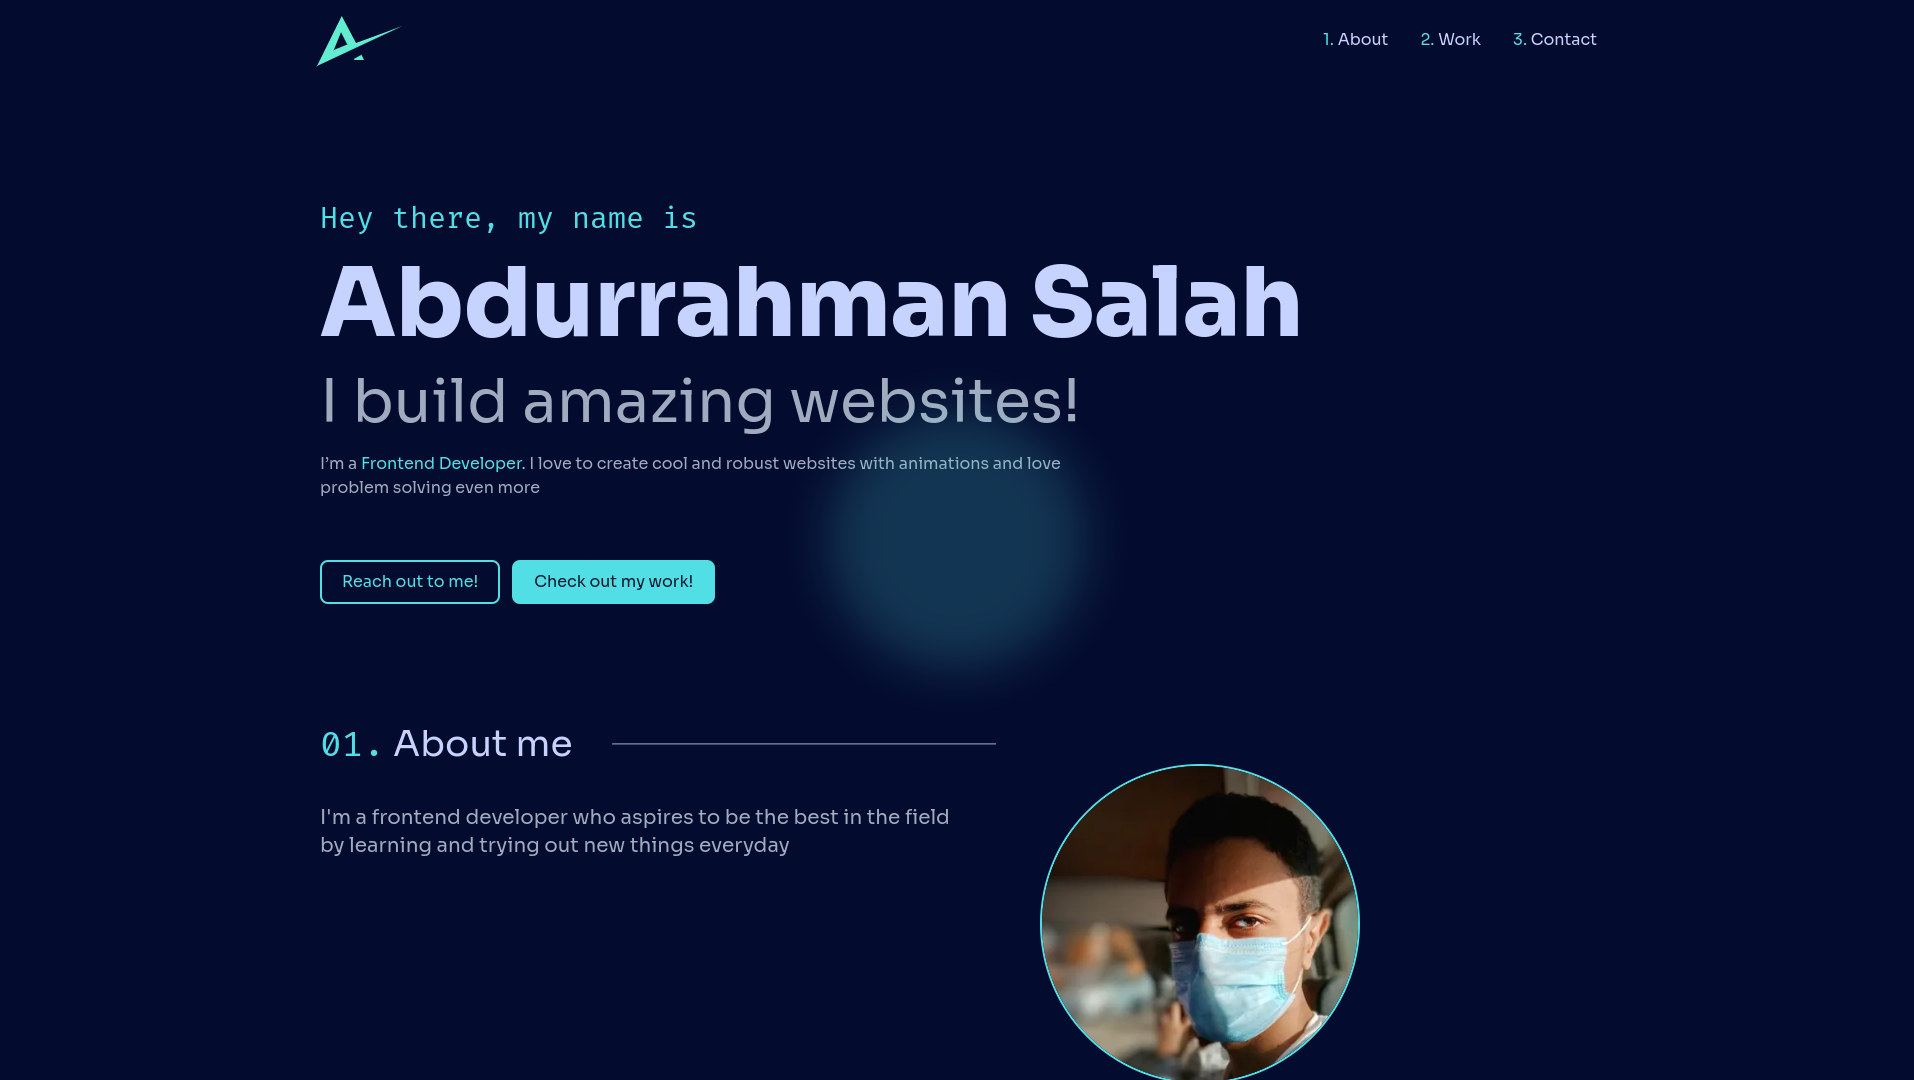 1. About
2. Work
3. Contact
Hey there, my name is
Abdurrahman Salah
I build amazing websites!
I’m a Frontend Developer. I love to create cool and robust websites with animations and love
problem solving even more
Reach out to me!
Check out my work!
01. About me
I'm a frontend developer who aspires to be the best in the field
by learning and trying out new things everyday